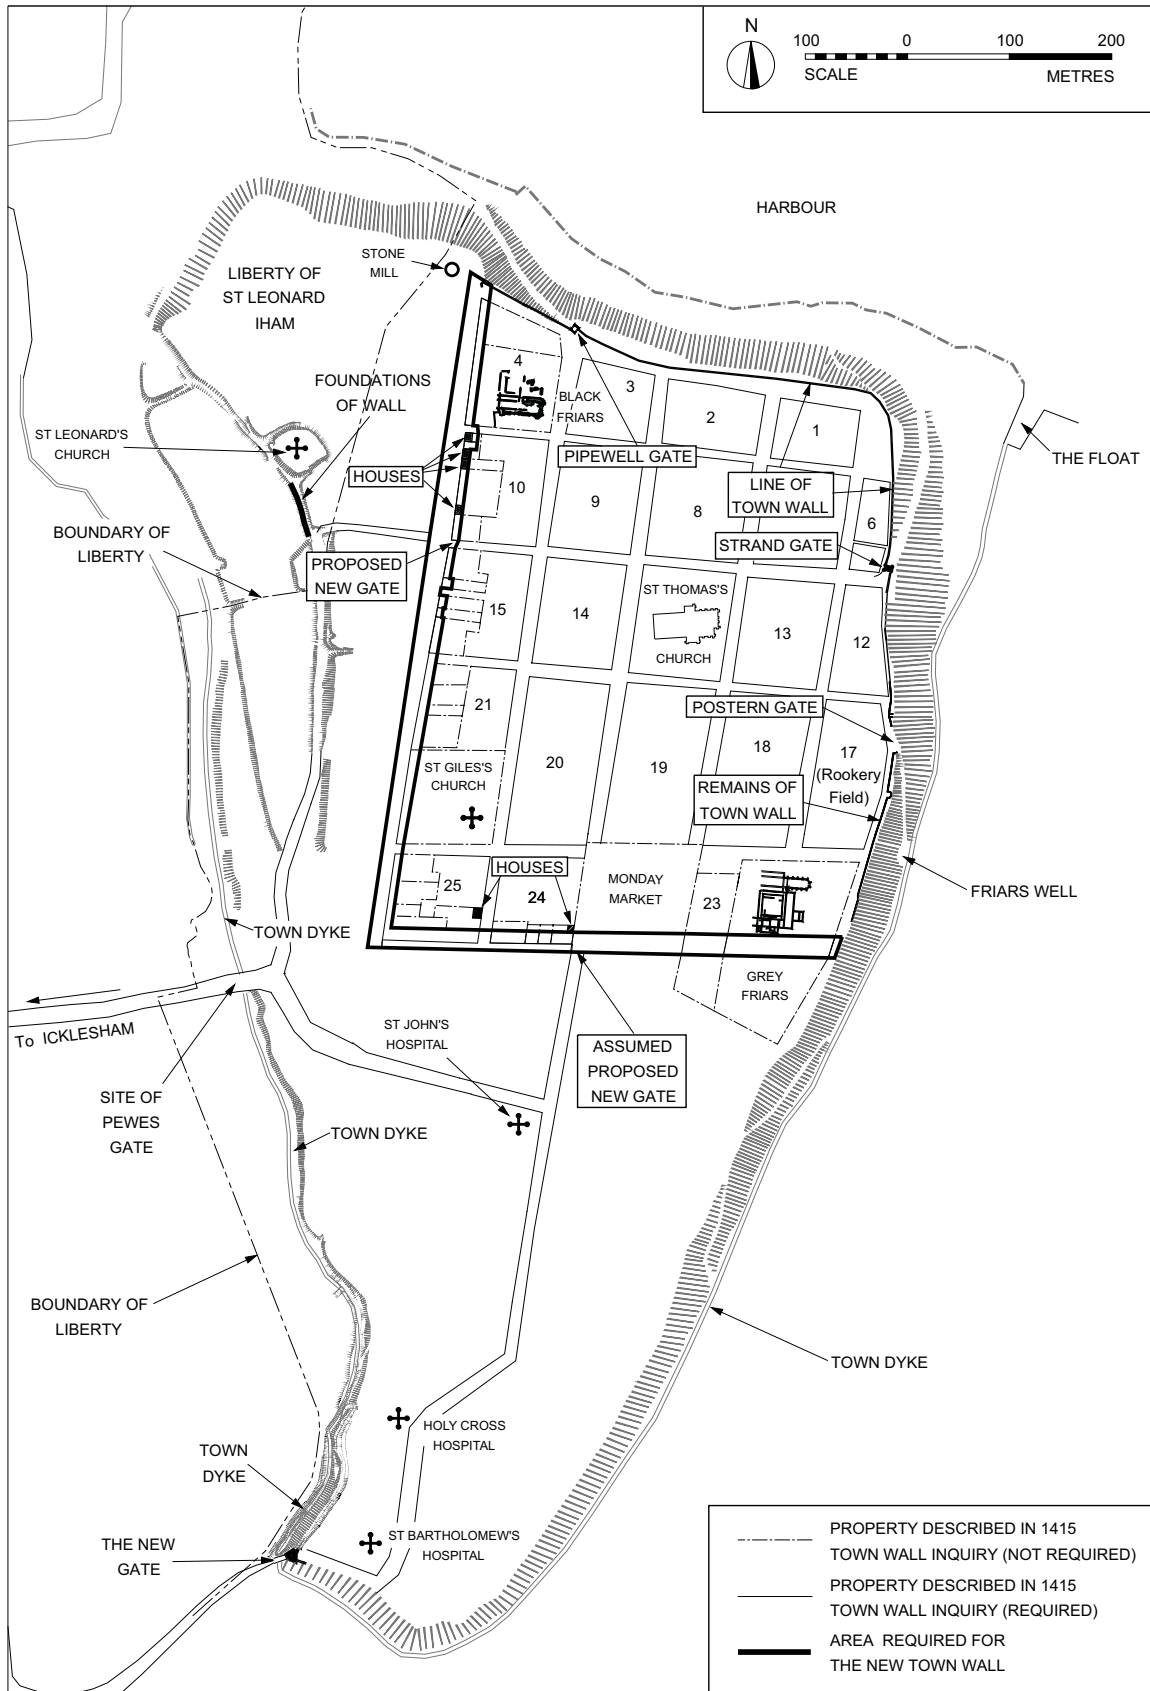 N
100 0 100 200
SCALE METRES
HARBOUR
STONE
MILL
LIBERTY OF
ST LEONARD
IHAM
FOUNDATIONS
OF WALL
ST LEONARD'S
CHURCH
HOUSES
BOUNDARY OF
LIBERTY
PROPOSED
NEW GATE
4
BLACK
FRIARS
3
2
1
PIPEWELL GATE
THE FLOAT
LINE OF
TOWN WALL
10
9
8
6
STRAND GATE
15
14
ST THOMAS'S
CHURCH
13
12
21
POSTERN GATE
ST GILES'S
CHURCH
20
19
18
17
(Rookery
Field)
REMAINS OF
TOWN WALL
HOUSES
25
24
MONDAY
MARKET
23
FRIARS WELL
TOWN DYKE
GREY
FRIARS
To ICKLESHAM
ST JOHN'S
HOSPITAL
ASSUMED
PROPOSED
NEW GATE
SITE OF
PEWES
GATE
TOWN DYKE
BOUNDARY OF
LIBERTY
TOWN DYKE
HOLY CROSS
HOSPITAL
TOWN
DYKE
THE NEW
GATE
ST BARTHOLOMEW'S
HOSPITAL
PROPERTY DESCRIBED IN 1415
TOWN WALL INQUIRY (NOT REQUIRED)
PROPERTY DESCRIBED IN 1415
TOWN WALL INQUIRY (REQUIRED)
AREA REQUIRED FOR
THE NEW TOWN WALL